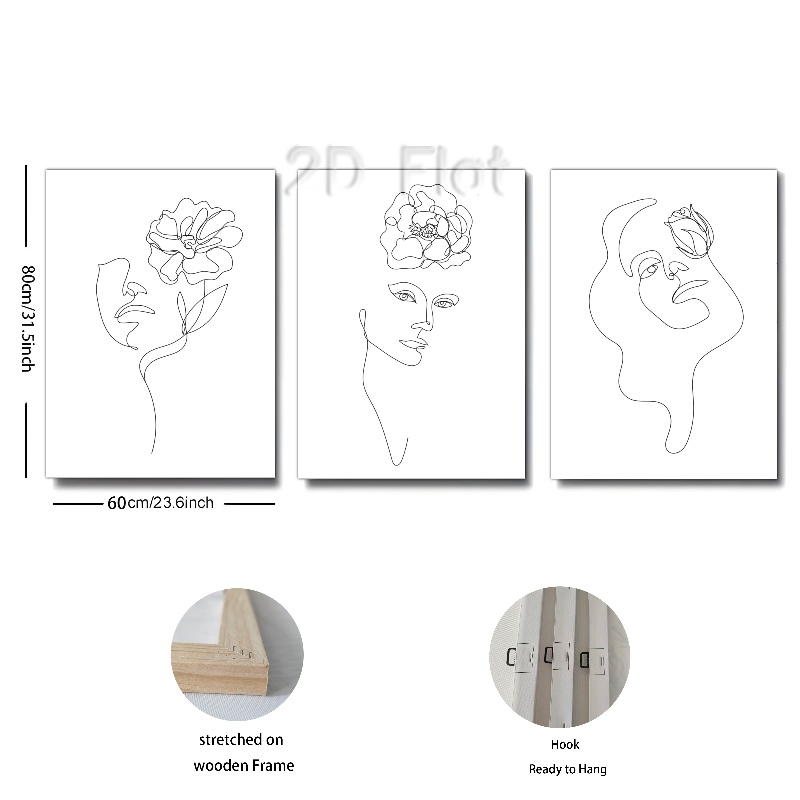 2D Flat
80cm/31.5inch
60cm/23.6inch
stretched on
wooden Frame
Hook
Ready to Hang